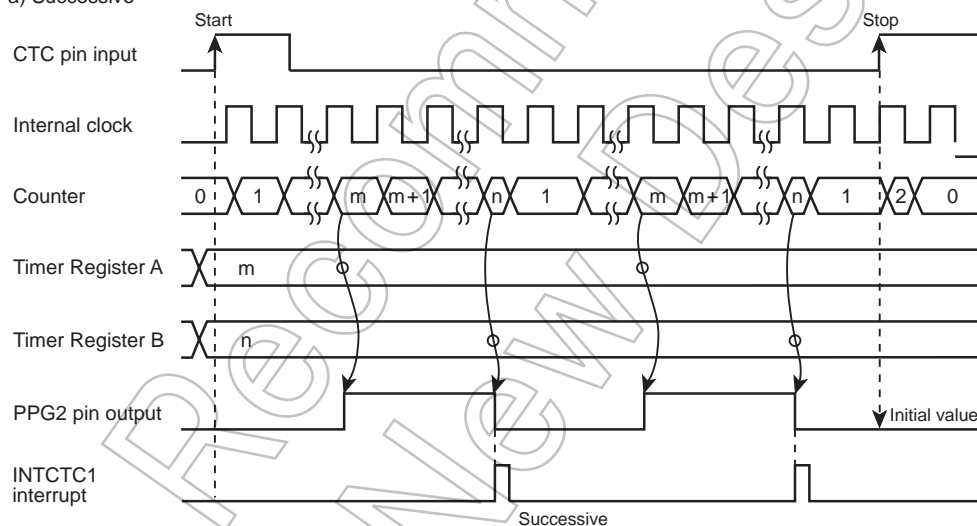 a) Successive
Start
Stop
CTC pin input
Internal clock
Counter
0 1 m m+1 n 1 m m+1 n 1 2 0
Timer Register A
m
Timer Register B
n
PPG2 pin output
Initial value
INTCTC1
interrupt
Successive